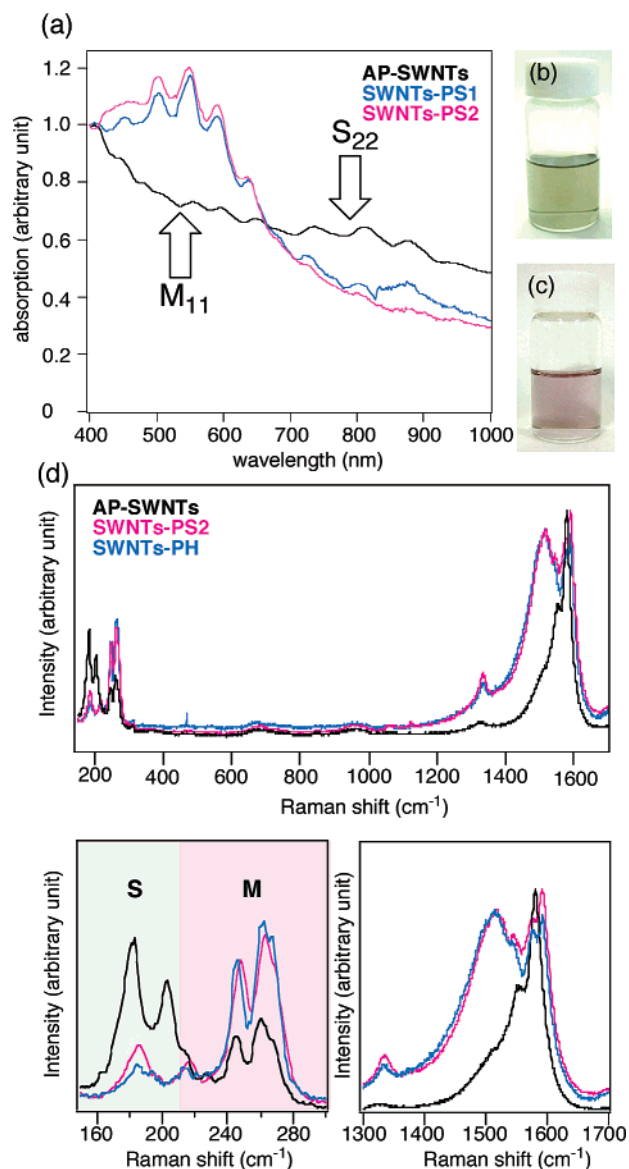 (a)
1.2
1.0
0.8
0.6
0.4
0.2
0
absorption (arbitrary unit)
AP-SWNTs
SWNTs-PS1
SWNTs-PS2
S22
M11
400 500 600 700 800 900 1000
wavelength (nm)
(b)
(c)
(d)
AP-SWNTs
SWNTs-PS2
SWNTs-PH
Intensity (arbitrary unit)
200 400 600 800 1000 1200 1400 1600
Raman shift (cm-1)
S M
Intensity (arbitrary unit)
160 200 240 280
Raman shift (cm-1)
Intensity (arbitrary unit)
1300 1400 1500 1600 1700
Raman shift (cm-1)